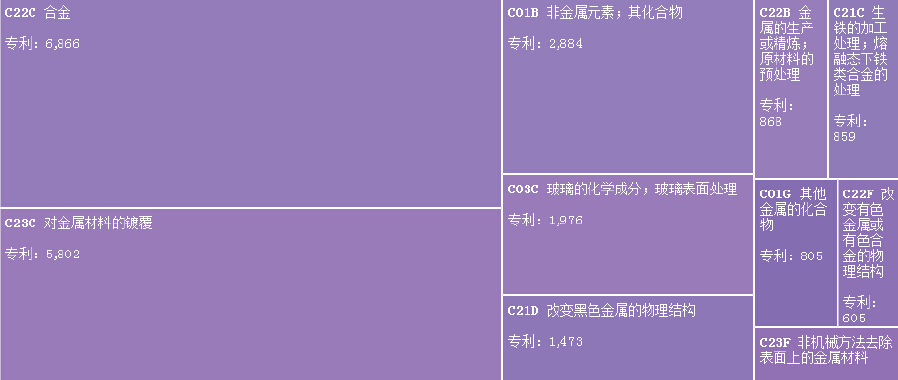 C22C 合金
专利：6,866
C23C 对金属材料的镀覆
专利：5,802
C01B 非金属元素；其化合物
专利：2,884
C03C 玻璃的化学成分；玻璃表面处理
专利：1,976
C21D 改变黑色金属的物理结构
专利：1,473
C22B 金
属的生产
或精炼；
原材料的
预处理
专利：
868
C21C 生
铁的加工
处理；熔
融态下铁
类合金的
处理
专利：
859
C01G 其他
金属的化合
物
专利：805
C22F 改
变有色
金属或
有色合
金的物
理结构
专利：
605
C23F 非机械方法去除
表面上的金属材料